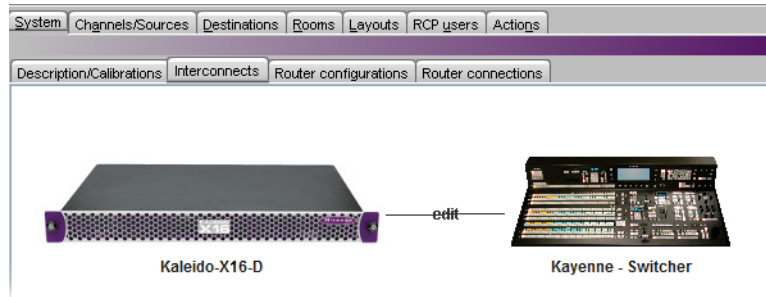 System Channels/Sources Destinations Rooms Layouts RCP users Actions
Description/Calibrations Interconnects Router configurations Router connections
X16
edit
Kaleido-X16-D Kayenne - Switcher